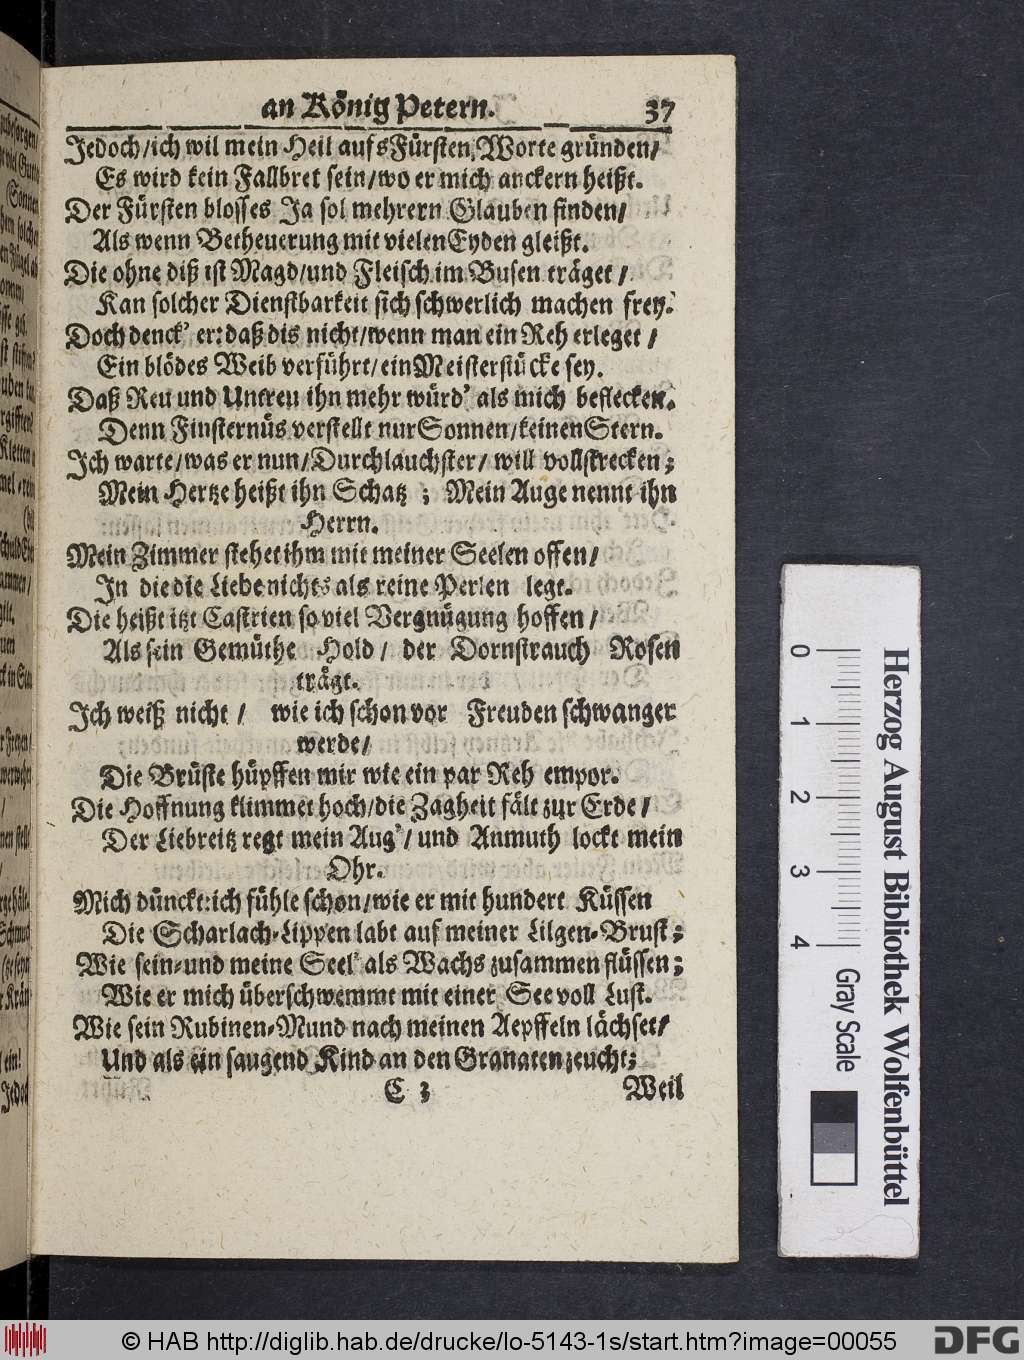 an König Petern. 37
Jedoch/ich wil mein Heil aufs Fürsten Worte gründen/
Es wird kein Fallbret sein/wo er mich anckern heißt.
Der Fürsten blosses Ja sol mehrern Glauben finden/
Als wenn Betheuerung mit vielen Eyden gleißt.
Die ohne diß ist Magd/und Fleisch im Busen träget/
Kan solcher Dienstbarkeit sich schwerlich machen frey.
Doch denck' er: daß dis nicht/wenn man ein Reh erleget/
Ein blödes Weib verführt/ein Meisterstücke sey.
Daß Reu und Untreu ihn mehr würd' als mich beflecken.
Denn Finsternüs verstellt nur Sonnen/keinen Stern.
Ich warte/was er nun/Durchlauchster/will vollstrecken;
Mein Hertze heißt ihn Schatz; Mein Auge nennt ihn
Herrn.
Mein Zimmer stehet ihm mit meiner Seelen offen/
In die die Liebe nichts als reine Perlen legt.
Die heißt itzt Castrien so viel Vergnügung hoffen/
Als sein Gemüthe Hold/ der Dornstrauch Rosen
trägt.
Ich weiß nicht/ wie ich schon vor Freuden schwanger
werde/
Die Brüste hüpffen mir wie ein par Reh empor.
Die Hoffnung klimmet hoch/die Zagheit fält zur Erde/
Der Liebreitz regt mein Aug'/ und Anmuth lockt mein
Ohr.
Mich dünckt: ich fühle schon/wie er mit hundert Küssen
Die Scharlach-Lippen labt auf meiner Lilgen-Brust;
Wie sein-und meine Seel' als Wachs zusammen flüssen;
Wie er mich überschwemmt mit einer See voll Lust.
Wie sein Rubinen-Mund nach meinen Aepffeln lächset/
Und als ein saugend Kind an den Granaten zeucht;
C 3 Weil
0 1 2 3 4
Gray Scale
Herzog August Bibliothek Wolfenbüttel
© HAB http://diglib.hab.de/drucke/lo-5143-1s/start.htm?image=00055
DFG